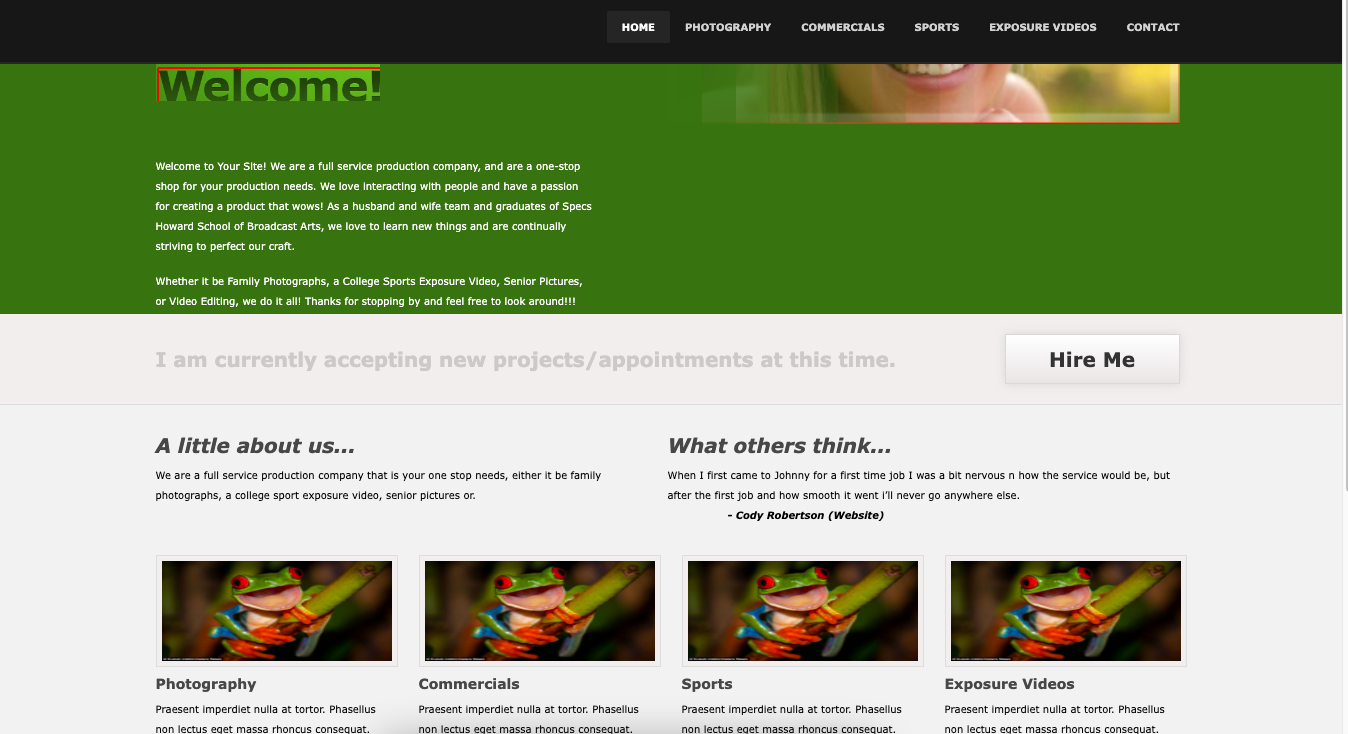 HOME PHOTOGRAPHY COMMERCIALS SPORTS EXPOSURE VIDEOS CONTACT
Welcome!
Welcome to Your Site! We are a full service production company, and are a one-stop
shop for your production needs. We love interacting with people and have a passion
for creating a product that wows! As a husband and wife team and graduates of Specs
Howard School of Broadcast Arts, we love to learn new things and are continually
striving to perfect our craft.
Whether it be Family Photographs, a College Sports Exposure Video, Senior Pictures,
or Video Editing, we do it all! Thanks for stopping by and feel free to look around!!!
I am currently accepting new projects/appointments at this time.
Hire Me
A little about us...
We are a full service production company that is your one stop needs, either it be family
photographs, a college sport exposure video, senior pictures or.
What others think...
When I first came to Johnny for a first time job I was a bit nervous n how the service would be, but
after the first job and how smooth it went i'll never go anywhere else.
- Cody Robertson (Website)
Photography
Praesent imperdiet nulla at tortor. Phasellus
non lectus eget massa rhoncus consequat.
Commercials
Praesent imperdiet nulla at tortor. Phasellus
non lectus eget massa rhoncus consequat.
Sports
Praesent imperdiet nulla at tortor. Phasellus
non lectus eget massa rhoncus consequat.
Exposure Videos
Praesent imperdiet nulla at tortor. Phasellus
non lectus eget massa rhoncus consequat.